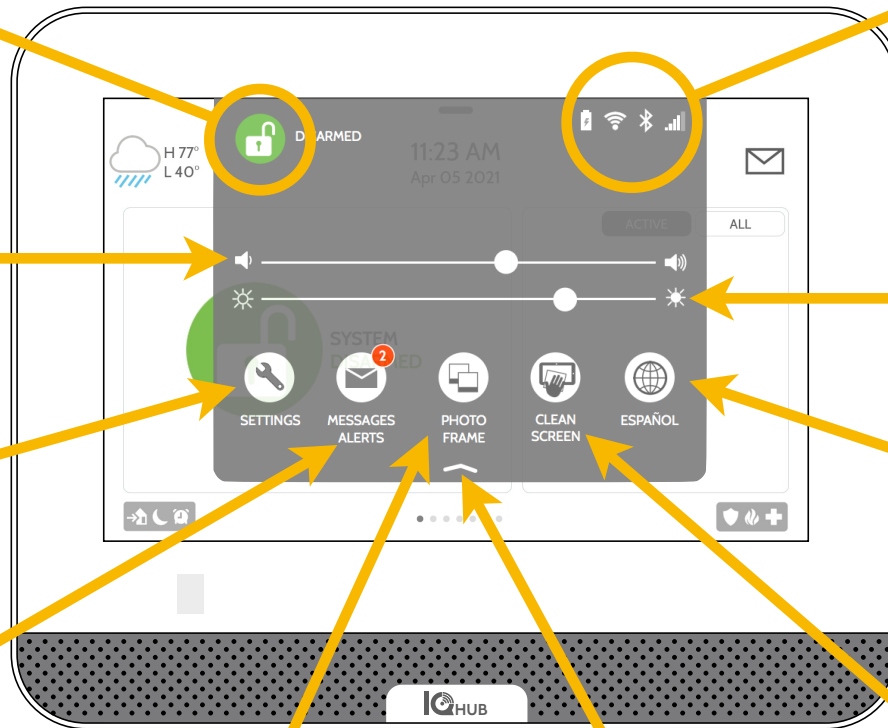 DISARMED
H 77°
L 40°
11:23 AM
Apr 05 2021
ACTIVE
ALL
SYSTEM
DISARMED
2
SETTINGS
MESSAGES
ALERTS
PHOTO
FRAME
CLEAN
SCREEN
ESPAÑOL
IQ HUB